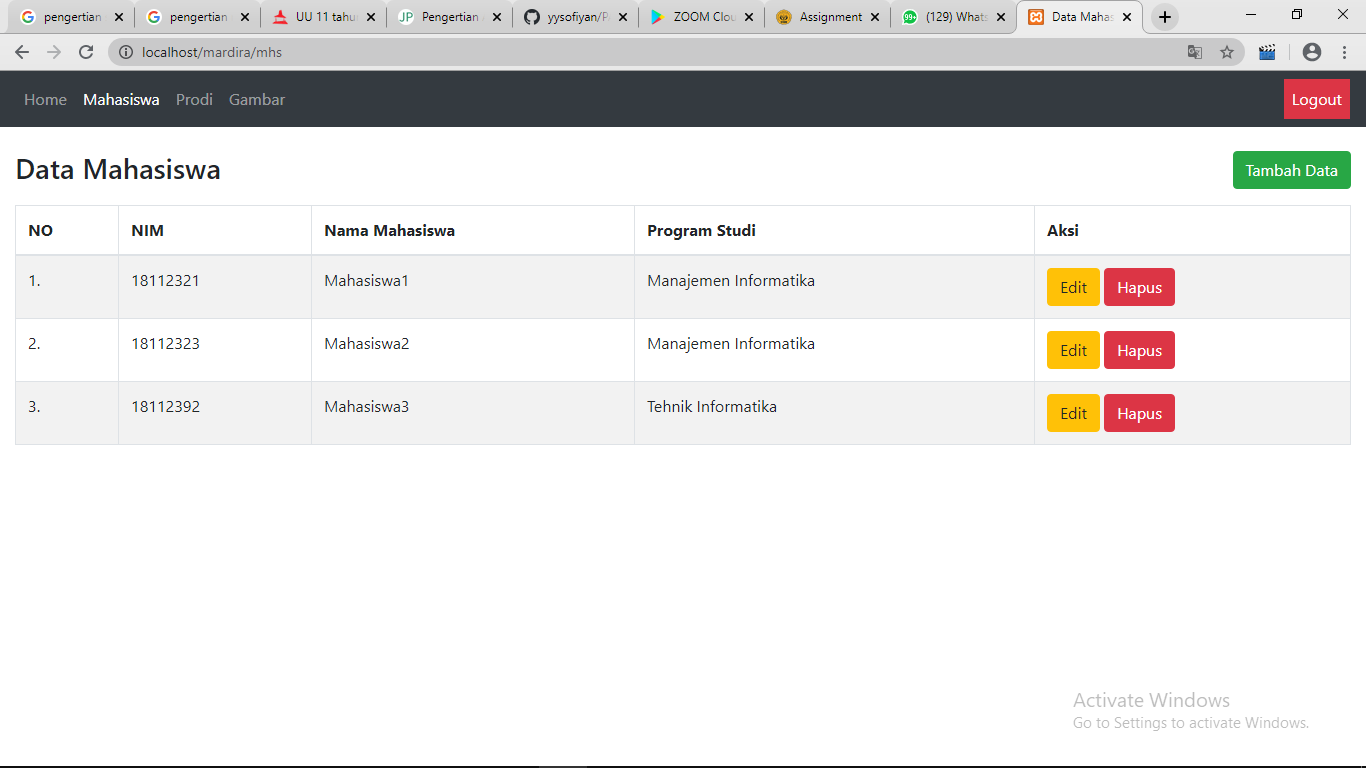 pengertian
pengertian
UU 11 tahu
Pengertian
yysofiyan/P
ZOOM Clou
Assignment
(129) Whats
Data Mahas
localhost/mardira/mhs
Home Mahasiswa Prodi Gambar Logout
Data Mahasiswa Tambah Data
NO NIM Nama Mahasiswa Program Studi Aksi
1. 18112321 Mahasiswa1 Manajemen Informatika Edit Hapus
2. 18112323 Mahasiswa2 Manajemen Informatika Edit Hapus
3. 18112392 Mahasiswa3 Tehnik Informatika Edit Hapus
Activate Windows
Go to Settings to activate Windows.